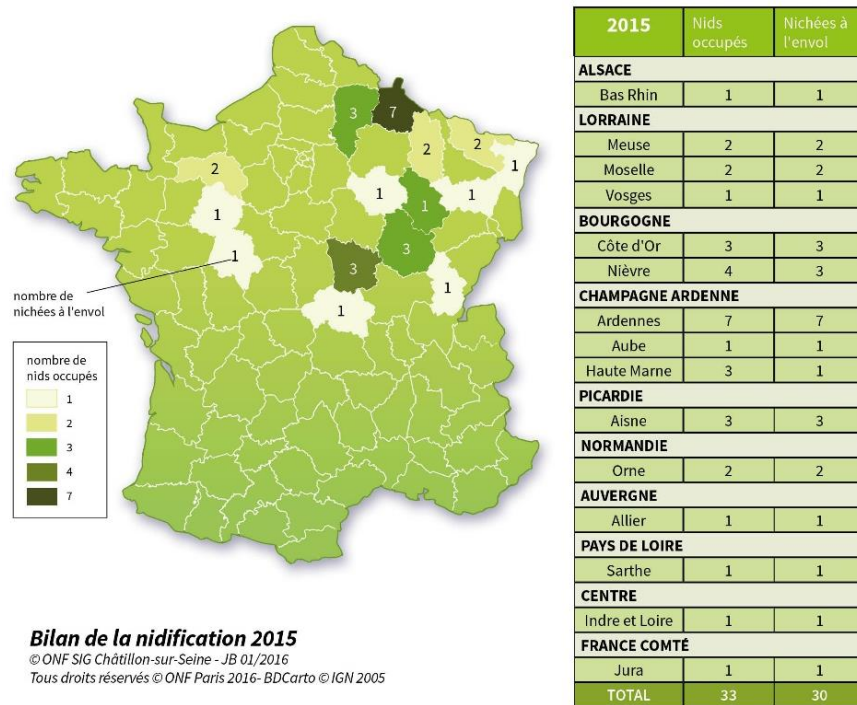 3
7
2
2
1
2
1
1
1
1
3
1
3
1
1
nombre de
nichées à l'envol
nombre de
nids occupés
1
2
3
4
7
Bilan de la nidification 2015
© ONF SIG Châtillon-sur-Seine - JB 01/2016
Tous droits réservés © ONF Paris 2016- BDCarto © IGN 2005
2015 Nids occupés Nichées à l'envol
ALSACE
Bas Rhin 1 1
LORRAINE
Meuse 2 2
Moselle 2 2
Vosges 1 1
BOURGOGNE
Côte d'Or 3 3
Nièvre 4 3
CHAMPAGNE ARDENNE
Ardennes 7 7
Aube 1 1
Haute Marne 3 1
PICARDIE
Aisne 3 3
NORMANDIE
Orne 2 2
AUVERGNE
Allier 1 1
PAYS DE LOIRE
Sarthe 1 1
CENTRE
Indre et Loire 1 1
FRANCE COMTÉ
Jura 1 1
TOTAL 33 30